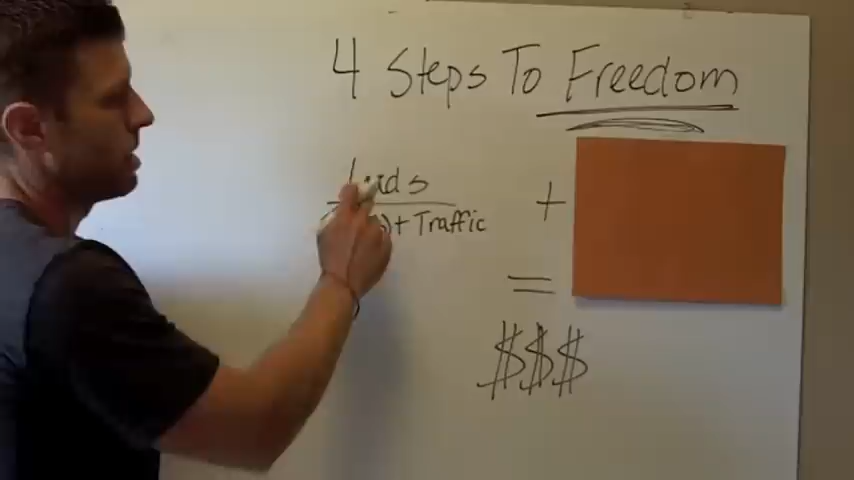 4 Steps To Freedom
Leads +
+ Traffic
=
$$$